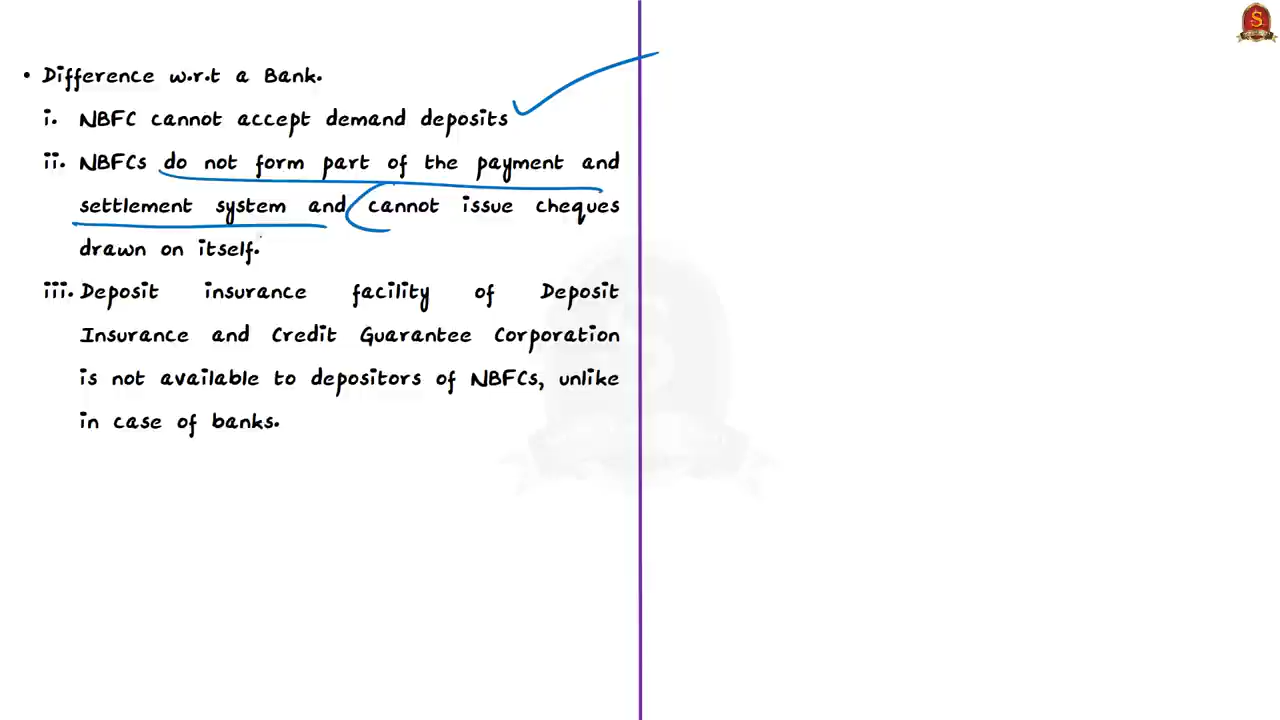 • Difference w.r.t a Bank.
i. NBFC cannot accept demand deposits
ii. NBFCs do not form part of the payment and
settlement system and cannot issue cheques
drawn on itself.
iii. Deposit insurance facility of Deposit
Insurance and Credit Guarantee Corporation
is not available to depositors of NBFCs, unlike
in case of banks.